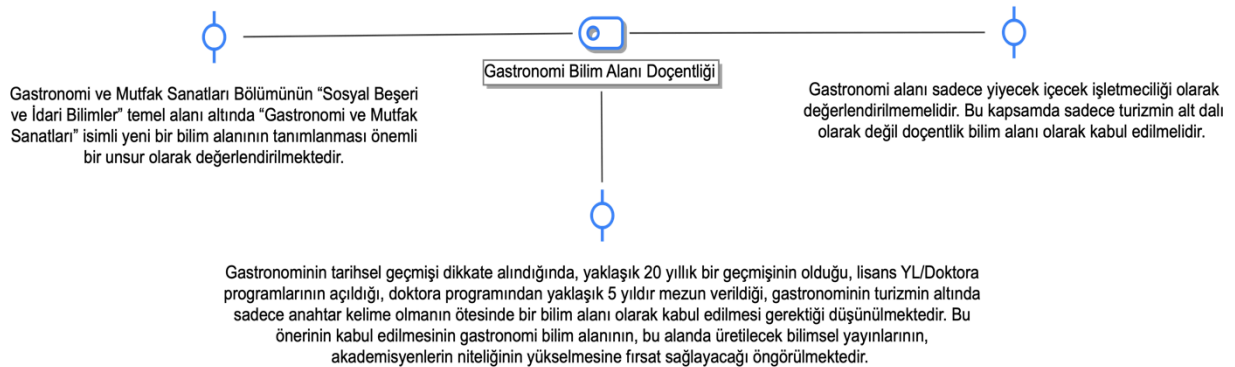 Gastronomi Bilim Alanı Doçentliği
Gastronomi ve Mutfak Sanatları Bölümünün “Sosyal Beşeri
ve İdari Bilimler” temel alanı altında “Gastronomi ve Mutfak
Sanatları” isimli yeni bir bilim alanının tanımlanması önemli
bir unsur olarak değerlendirilmektedir.
Gastronomi alanı sadece yiyecek içecek işletmeciliği olarak
değerlendirilmemelidir. Bu kapsamda sadece turizmin alt dalı
olarak değil doçentlik bilim alanı olarak kabul edilmelidir.
Gastronominin tarihsel geçmişi dikkate alındığında, yaklaşık 20 yıllık bir geçmişinin olduğu, lisans YL/Doktora
programlarının açıldığı, doktora programından yaklaşık 5 yıldır mezun verildiği, gastronominin turizmin altında
sadece anahtar kelime olmanın ötesinde bir bilim alanı olarak kabul edilmesi gerektiği düşünülmektedir. Bu
önerinin kabul edilmesinin gastronomi bilim alanının, bu alanda üretilecek bilimsel yayınlarının,
akademisyenlerin niteliğinin yükselmesine fırsat sağlayacağı öngörülmektedir.